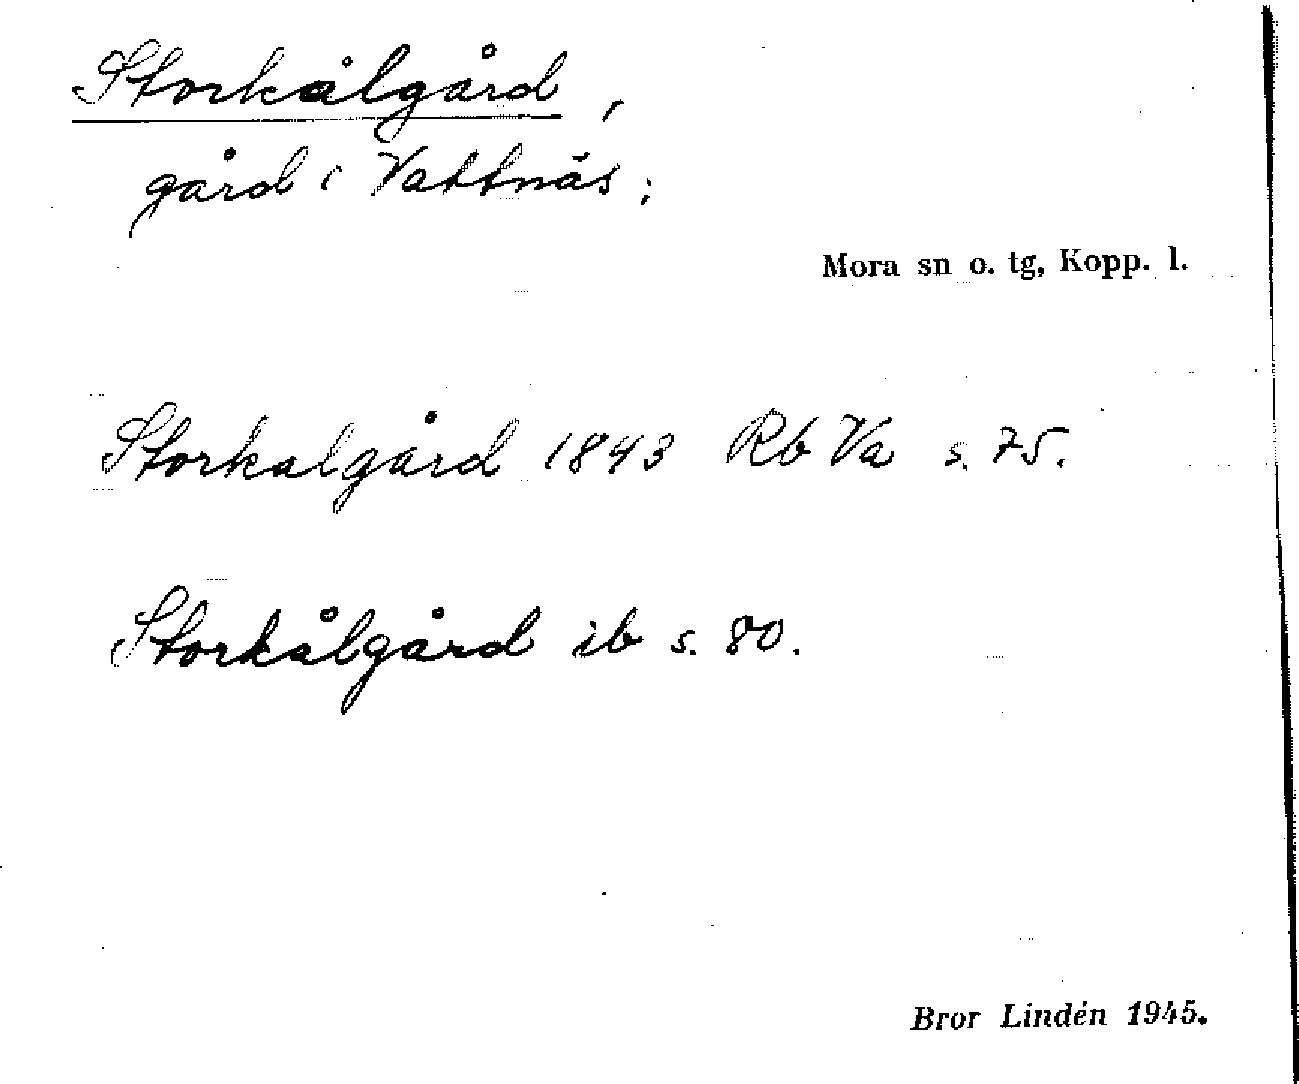 Storkålgård,
gård i Vattnäs;
Mora sn o. tg, Kopp. l.
Storkalgård 1843 Rb Va s. 75.
Storkålgård ib s. 80.
Bror Lindén 1945.